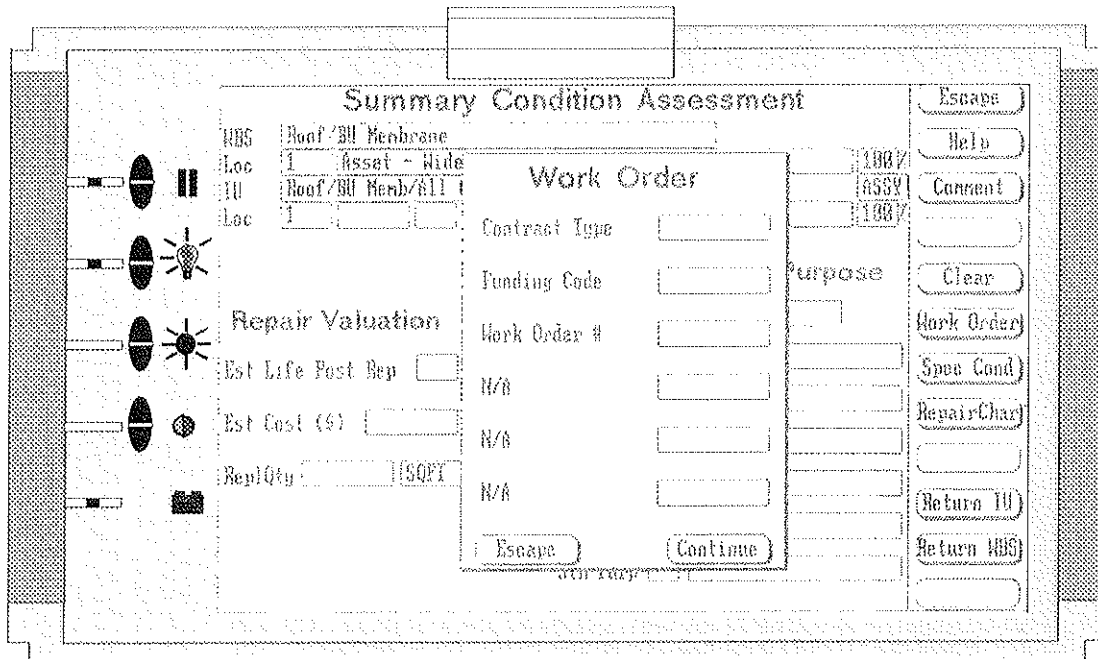 Summary Condition Assessment
WBS Roof/BU Membrane
Loc 1 Asset - Wide 100%
IU Roof/BU Memb/All ASSY
Loc 1 100%
Purpose
Repair Valuation
Est Life Post Rep
Est Cost ($)
ReplQty SQFT
Work Order
Contract Type
Funding Code
Work Order #
N/A
N/A
N/A
Escape Continue
Escape
Help
Comment
Clear
Work Order
Spec Cond
RepairChar
Return IU
Return WBS